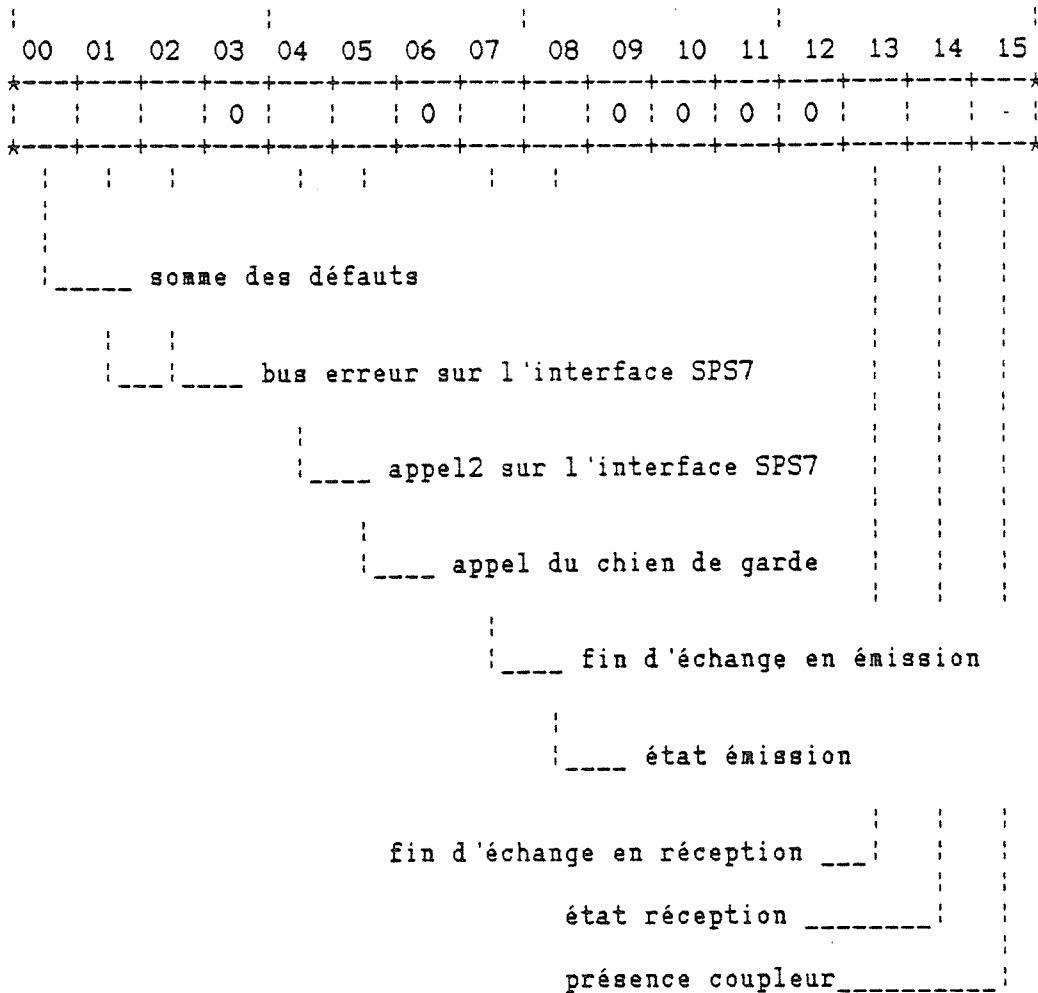 00 01 02 03 04 05 06 07 08 09 10 11 12 13 14 15
0 0 0 0 0 0 -
somme des défauts
bus erreur sur l'interface SPS7
appel2 sur l'interface SPS7
appel du chien de garde
fin d'échange en émission
état émission
fin d'échange en réception
état réception
présence coupleur